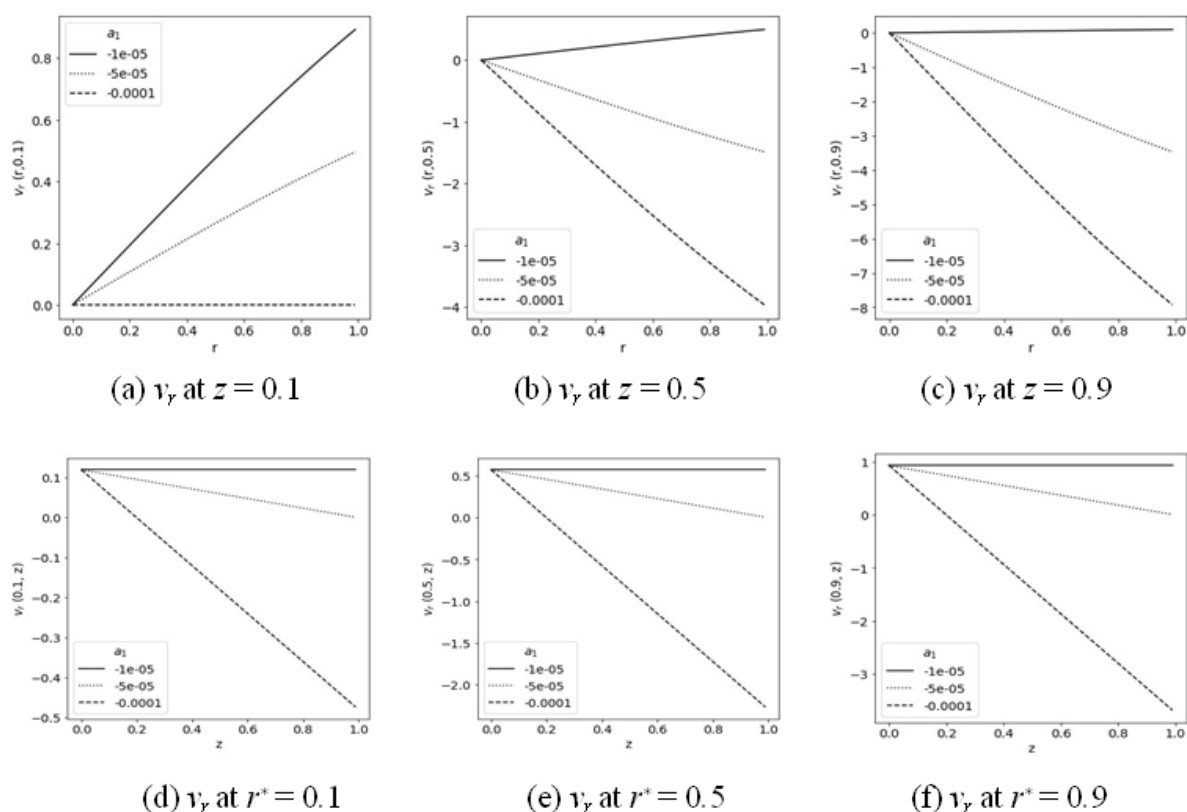 0.8
0.6
0.4
0.2
0.0
v_r (r,0.1)
a₁
-1e-05
-5e-05
-0.0001
0.0 0.2 0.4 0.6 0.8 1.0
r
(a) v_r at z = 0.1
0
−1
−2
−3
−4
v_r (r,0.5)
a₁
-1e-05
-5e-05
-0.0001
0.0 0.2 0.4 0.6 0.8 1.0
r
(b) v_r at z = 0.5
0
−1
−2
−3
−4
−5
−6
−7
−8
v_r (r,0.9)
a₁
-1e-05
-5e-05
-0.0001
0.0 0.2 0.4 0.6 0.8 1.0
r
(c) v_r at z = 0.9
0.1
0.0
−0.1
−0.2
−0.3
−0.4
−0.5
v_r (0.1, z)
a₁
-1e-05
-5e-05
-0.0001
0.0 0.2 0.4 0.6 0.8 1.0
z
(d) v_r at r* = 0.1
0.5
0.0
−0.5
−1.0
−1.5
−2.0
v_r (0.5, z)
a₁
-1e-05
-5e-05
-0.0001
0.0 0.2 0.4 0.6 0.8 1.0
z
(e) v_r at r* = 0.5
1
0
−1
−2
−3
v_r (0.9, z)
a₁
-1e-05
-5e-05
-0.0001
0.0 0.2 0.4 0.6 0.8 1.0
z
(f) v_r at r* = 0.9